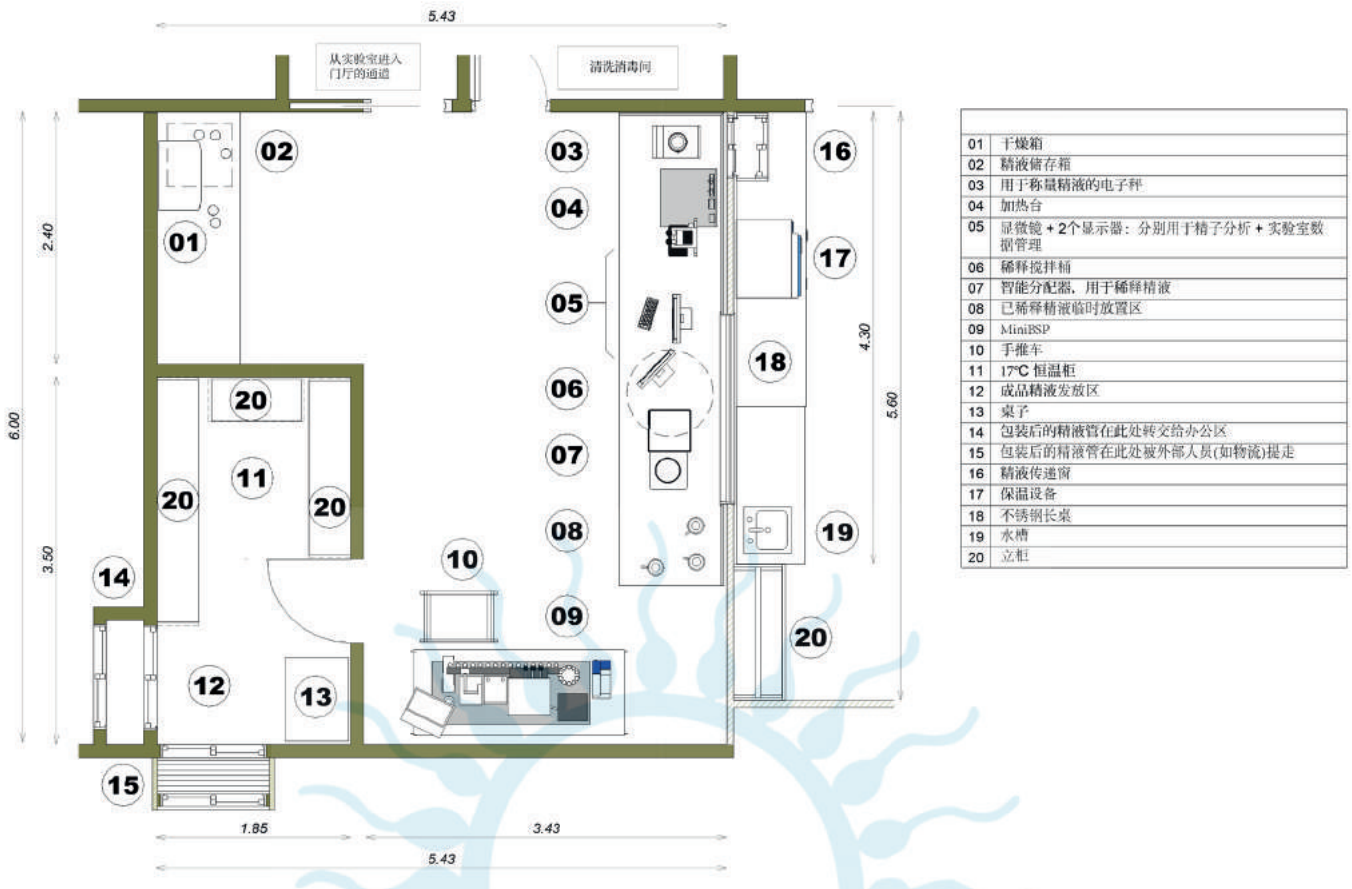 5.43
从实验室进入
门厅的通道
清洗消毒间
02
03
16
04
01
17
2.40
05
4.30
18
06
5.60
20
6.00
07
11
20
20
08
19
3.50
10
14
09
20
12
13
15
1.85
3.43
5.43
01 干燥箱
02 精液储存箱
03 用于称量精液的电子秤
04 加热台
05 显微镜 + 2个显示器：分别用于精子分析 + 实验室数
据管理
06 稀释搅拌桶
07 智能分配器，用于稀释精液
08 已稀释精液临时放置区
09 MiniBSP
10 手推车
11 17℃ 恒温柜
12 成品精液发放区
13 桌子
14 包装后的精液管在此处转交给办公区
15 包装后的精液管在此处被外部人员(如物流)提走
16 精液传递窗
17 保温设备
18 不锈钢长桌
19 水槽
20 立柜